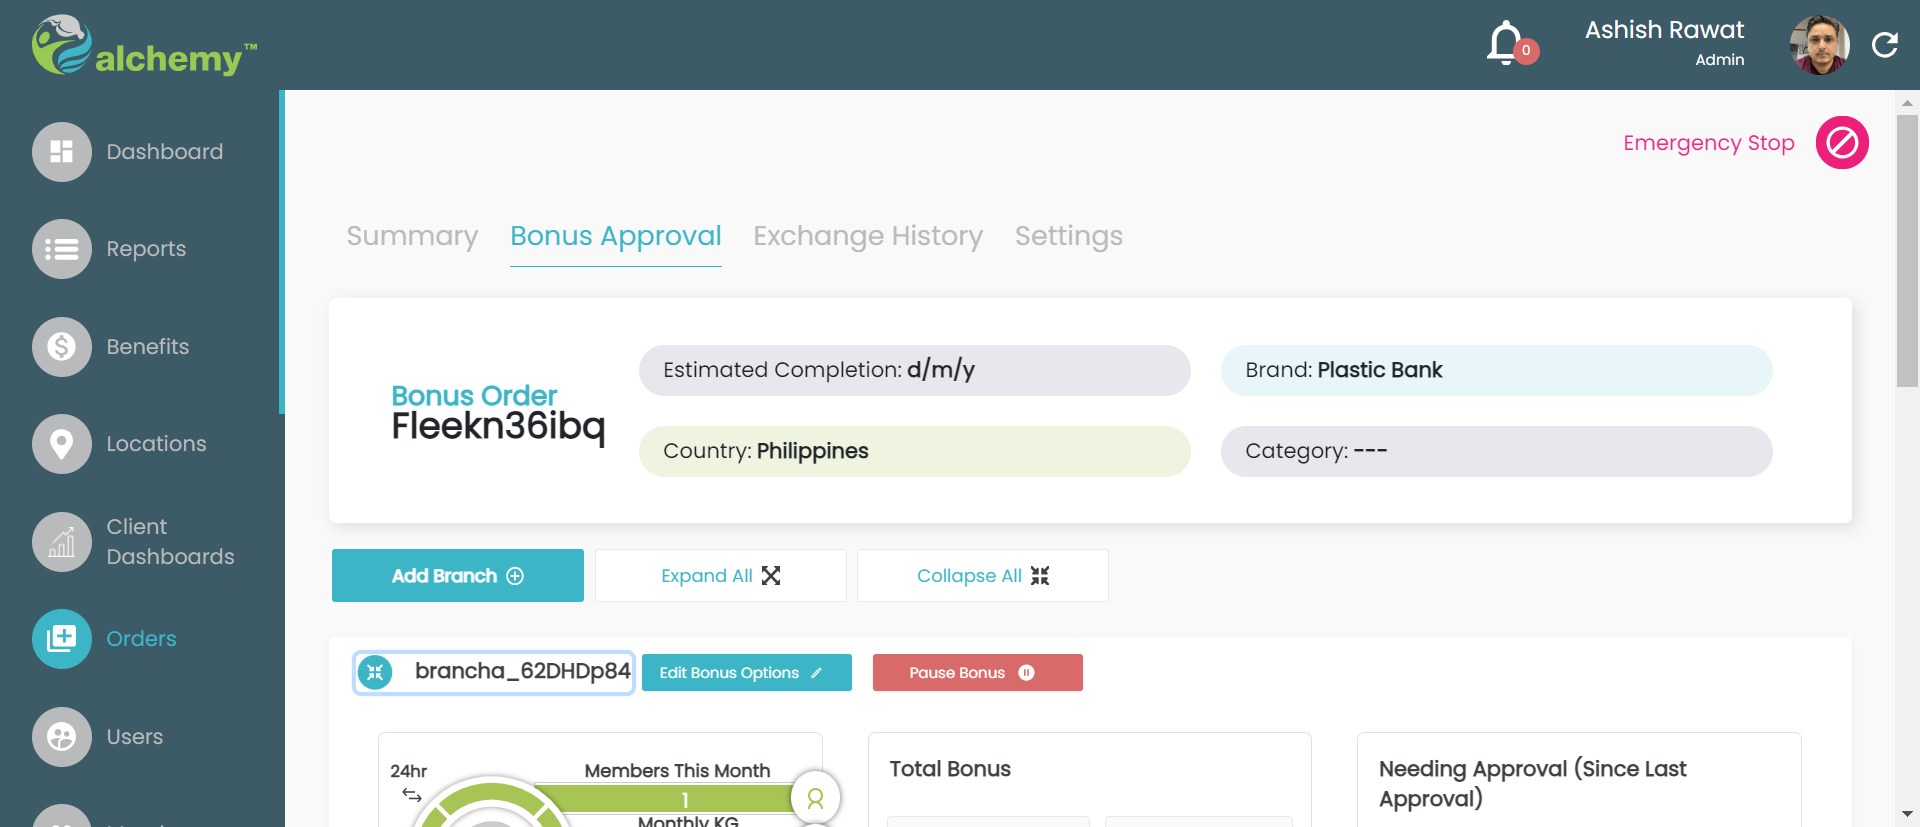 alchemy™
0
Ashish Rawat
Admin
Emergency Stop
Dashboard
Reports
Benefits
Locations
Client
Dashboards
Orders
Users
Summary
Bonus Approval
Exchange History
Settings
Bonus Order
Fleekn36ibq
Estimated Completion: d/m/y
Brand: Plastic Bank
Country: Philippines
Category: ---
Add Branch
Expand All
Collapse All
brancha_62DHDp84
Edit Bonus Options
Pause Bonus
24hr
Members This Month
1
Monthly KG
Total Bonus
Needing Approval (Since Last
Approval)